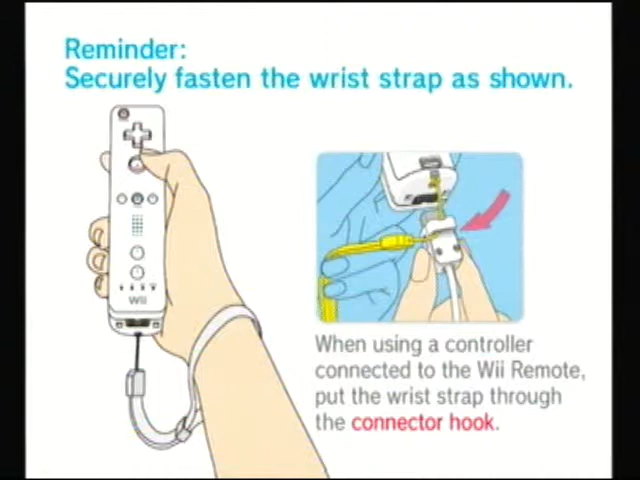 Reminder:
Securely fasten the wrist strap as shown.
Wii
When using a controller
connected to the Wii Remote,
put the wrist strap through
the connector hook.